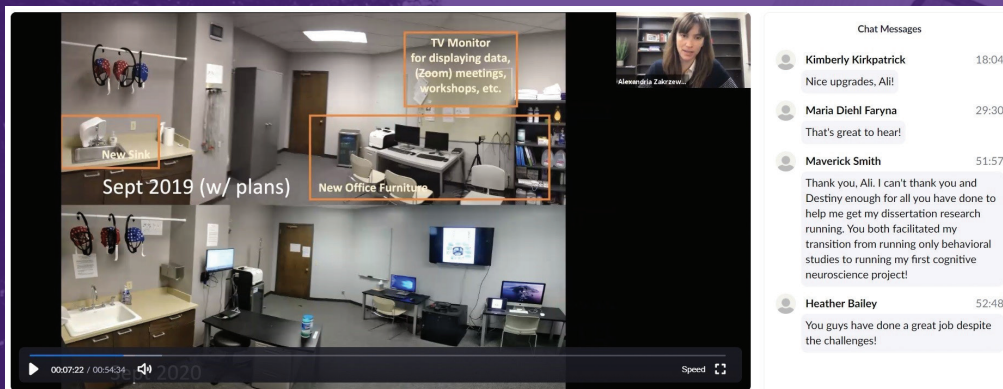 TV Monitor
for displaying data,
(Zoom) meetings,
workshops, etc.
Alexandria Zakrzew...
New Sink
Sept 2019 (w/ plans)
New Office Furniture
Sept 2020
00:07:22 / 00:54:34
Speed
Chat Messages
Kimberly Kirkpatrick 18:04
Nice upgrades, Ali!
Maria Diehl Faryna 29:30
That's great to hear!
Maverick Smith 51:57
Thank you, Ali. I can't thank you and
Destiny enough for all you have done to
help me get my dissertation research
running. You both facilitated my
transition from running only behavioral
studies to running my first cognitive
neuroscience project!
Heather Bailey 52:48
You guys have done a great job despite
the challenges!